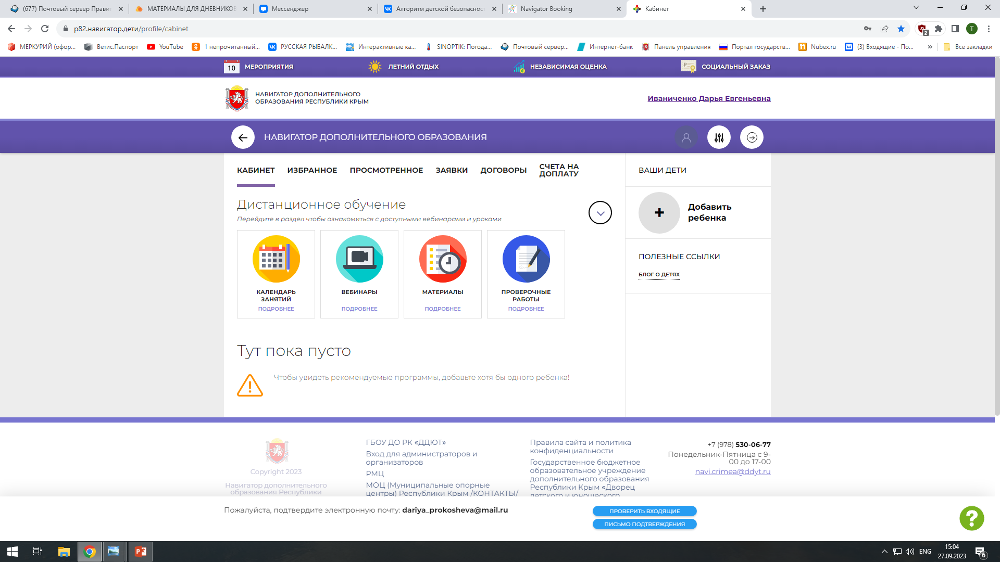 (677) Почтовый сервер Прави
МАТЕРИАЛЫ ДЛЯ ДНЕВНИКОВ
Мессенджер
Алгоритм детской безопасност
Navigator Booking
Кабинет
р82.навигатор.дети/profile/cabinet
2
T
МЕРКУРИЙ (офор...
Ветис.Паспорт
YouTube
1 непрочитанный...
РУССКАЯ РЫБАЛК...
Интерактивные ка...
SINOPTIK: Погода...
Почтовый сервер...
Интернет-банк
Панель управления
Портал государств...
Nubex.ru
(3) Входящие - По...
»
Все закладки
10 МЕРОПРИЯТИЯ
ЛЕТНИЙ ОТДЫХ
НЕЗАВИСИМАЯ ОЦЕНКА
СОЦИАЛЬНЫЙ ЗАКАЗ
НАВИГАТОР ДОПОЛНИТЕЛЬНОГО
ОБРАЗОВАНИЯ РЕСПУБЛИКИ КРЫМ
Иваниченко Дарья Евгеньевна
НАВИГАТОР ДОПОЛНИТЕЛЬНОГО ОБРАЗОВАНИЯ
КАБИНЕТ
ИЗБРАННОЕ
ПРОСМОТРЕННОЕ
ЗАЯВКИ
ДОГОВОРЫ
СЧЕТА НА
ДОПЛАТУ
ВАШИ ДЕТИ
Дистанционное обучение
Перейдите в раздел чтобы ознакомиться с доступными вебинарами и уроками
+
Добавить
ребенка
КАЛЕНДАРЬ
ЗАНЯТИЙ
ПОДРОБНЕЕ
ВЕБИНАРЫ
ПОДРОБНЕЕ
МАТЕРИАЛЫ
ПОДРОБНЕЕ
ПРОВЕРОЧНЫЕ
РАБОТЫ
ПОДРОБНЕЕ
ПОЛЕЗНЫЕ ССЫЛКИ
БЛОГ О ДЕТЯХ
Тут пока пусто
Чтобы увидеть рекомендуемые программы, добавьте хотя бы одного ребенка!
Copyright 2023
Навигатор дополнительного
образования Республики
ГБОУ ДО РК «ДДЮТ»
Вход для администраторов и
организаторов
РМЦ
МОЦ (Муниципальные опорные
центры) Республики Крым /КОНТАКТЫ/
Правила сайта и политика
конфиденциальности
Государственное бюджетное
образовательное учреждение
дополнительного образования
Республики Крым «Дворец
детского и юношеского
+7 (978) 530-06-77
Понедельник-Пятница с 9-
00 до 17-00
navi.crimea@ddyt.ru
Пожалуйста, подтвердите электронную почту: dariya_prokosheva@mail.ru
ПРОВЕРИТЬ ВХОДЯЩИЕ
ПИСЬМО ПОДТВЕРЖДЕНИЯ
?
ENG
15:04
27.09.2023
6